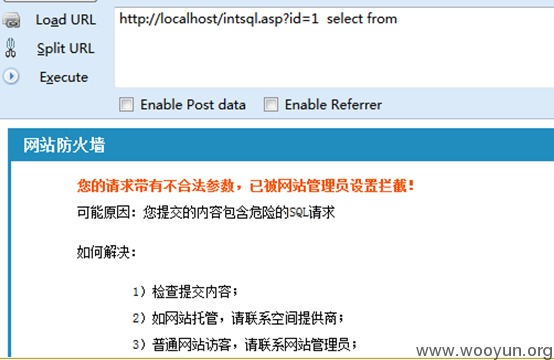 Load URL
http://localhost/intsql.asp?id=1  select from
Split URL
Execute
Enable Post data
Enable Referrer
网站防火墙
您的请求带有不合法参数，已被网站管理员设置拦截！
可能原因：您提交的内容包含危险的SQL请求
如何解决：
1）检查提交内容；
2）如网站托管，请联系空间提供商；
3）普通网站访客，请联系网站管理员；
www.wooyun.org